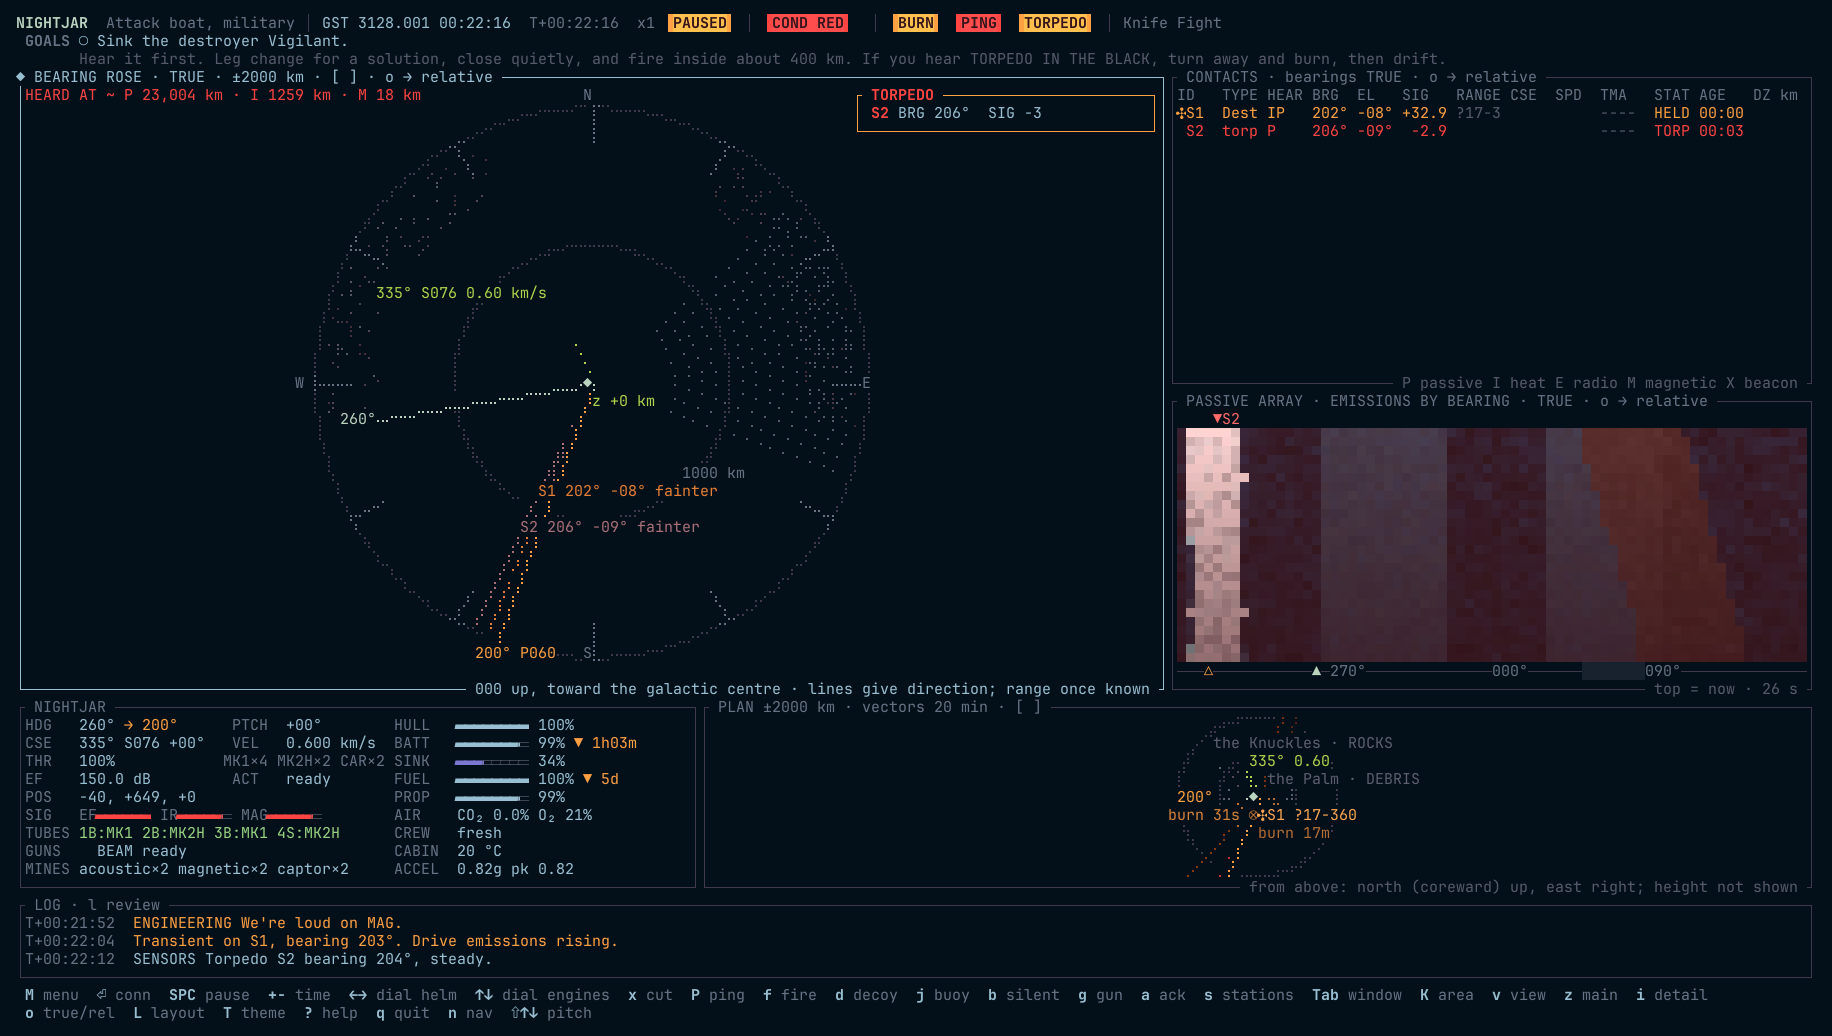 NIGHTJAR Attack boat, military GST 3128.001 00:22:16 T+00:22:16 x1 PAUSED COND RED BURN PING TORPEDO Knife Fight
GOALS ○ Sink the destroyer Vigilant.
Hear it first. Leg change for a solution, close quietly, and fire inside about 400 km. If you hear TORPEDO IN THE BLACK, turn away and burn, then drift.
◆ BEARING ROSE · TRUE · ±2000 km · [ ] · o → relative
HEARD AT ~ P 23,004 km · I 1259 km · M 18 km
N
TORPEDO
S2 BRG 206° SIG -3
335° S076 0.60 km/s
W
E
z +0 km
260°
1000 km
S1 202° -08° fainter
S2 206° -09° fainter
200° P060
S
000 up, toward the galactic centre · lines give direction; range once known
CONTACTS · bearings TRUE · o → relative
ID TYPE HEAR BRG EL SIG RANGE CSE SPD TMA STAT AGE DZ km
✣S1 Dest IP 202° -08° +32.9 ?17-3 ---- HELD 00:00
S2 torp P 206° -09° -2.9 ---- TORP 00:03
P passive I heat E radio M magnetic X beacon
PASSIVE ARRAY · EMISSIONS BY BEARING · TRUE · o → relative
▼S2
△ ▲ 270° 000° 090°
top = now · 26 s
NIGHTJAR
HDG 260° → 200° PTCH +00° HULL 100%
CSE 335° S076 +00° VEL 0.600 km/s BATT 99% ▼ 1h03m
THR 100% MK1×4 MK2H×2 CAR×2 SINK 34%
EF 150.0 dB ACT ready FUEL 100% ▼ 5d
POS -40, +649, +0 PROP 99%
SIG EF IR MAG AIR CO₂ 0.0% O₂ 21%
TUBES 1B:MK1 2B:MK2H 3B:MK1 4S:MK2H CREW fresh
GUNS BEAM ready CABIN 20 °C
MINES acoustic×2 magnetic×2 captor×2 ACCEL 0.82g pk 0.82
PLAN ±2000 km · vectors 20 min · [ ]
the Knuckles · ROCKS
335° 0.60
the Palm · DEBRIS
200°
burn 31s ⊗✣S1 ?17-360
burn 17m
from above: north (coreward) up, east right; height not shown
LOG · l review
T+00:21:52 ENGINEERING We're loud on MAG.
T+00:22:04 Transient on S1, bearing 203°. Drive emissions rising.
T+00:22:12 SENSORS Torpedo S2 bearing 204°, steady.
M menu ⏎ conn SPC pause +- time ←→ dial helm ↑↓ dial engines x cut P ping f fire d decoy j buoy b silent g gun a ack s stations Tab window K area v view z main i detail
o true/rel L layout T theme ? help q quit n nav ⇧↑↓ pitch